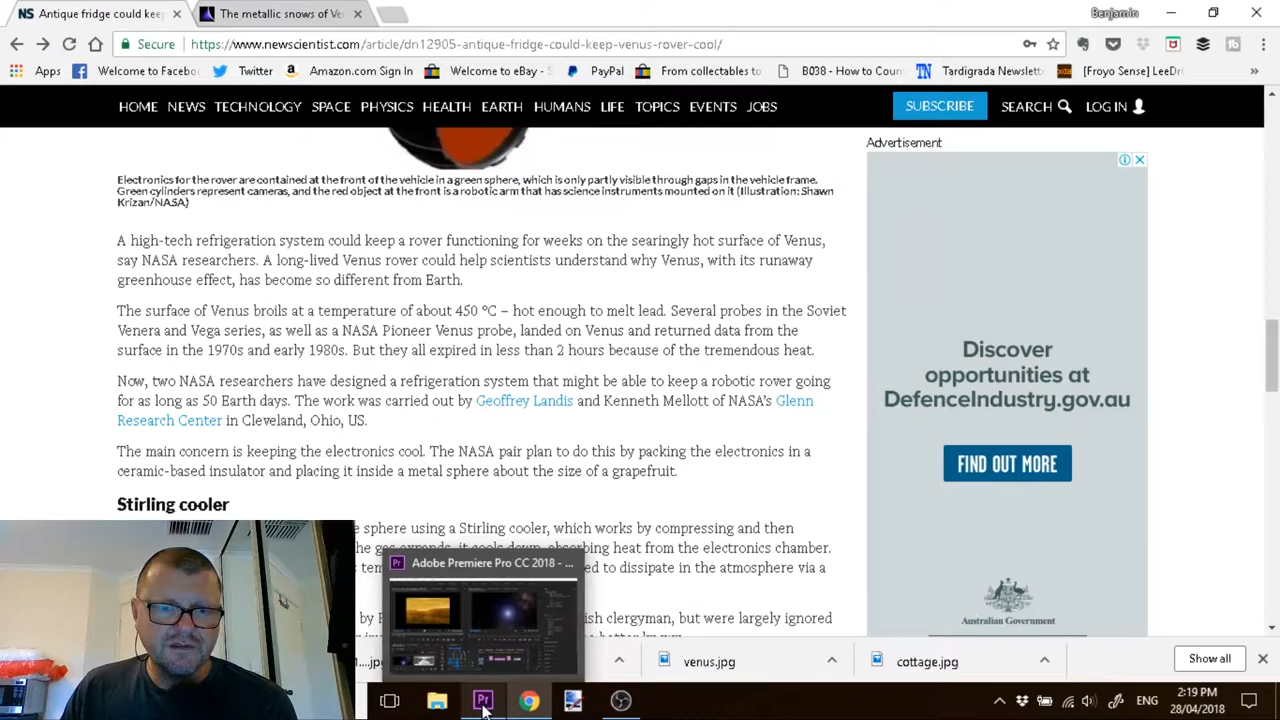 NS Antique fridge could kee
The metallic snows of Ve
Benjamin
Secure
https://www.newscientist.com/article/dn12905-antique-fridge-could-keep-venus-rover-cool/
Apps
Welcome to Faceboo
Twitter
Amazon.com Sign In
Welcome to eBay - S
PayPal
From collectables to
B038 - How to Coun
TN Tardigrada Newslett
[Froyo Sense] LeeDr
»
HOME NEWS TECHNOLOGY SPACE PHYSICS HEALTH EARTH HUMANS LIFE TOPICS EVENTS JOBS
SUBSCRIBE
SEARCH
LOG IN
Advertisement
Electronics for the rover are contained at the front of the vehicle in a green sphere, which is only partly visible through gaps in the vehicle frame.
Green cylinders represent cameras, and the red object at the front is a robotic arm that has science instruments mounted on it (Illustration: Shawn
Krizan/NASA)
A high-tech refrigeration system could keep a rover functioning for weeks on the searingly hot surface of Venus,
say NASA researchers. A long-lived Venus rover could help scientists understand why Venus, with its runaway
greenhouse effect, has become so different from Earth.
The surface of Venus broils at a temperature of about 450 °C – hot enough to melt lead. Several probes in the Soviet
Venera and Vega series, as well as a NASA Pioneer Venus probe, landed on Venus and returned data from the
surface in the 1970s and early 1980s. But they all expired in less than 2 hours because of the tremendous heat.
Now, two NASA researchers have designed a refrigeration system that might be able to keep a robotic rover going
for as long as 50 Earth days. The work was carried out by Geoffrey Landis and Kenneth Mellott of NASA's Glenn
Research Center in Cleveland, Ohio, US.
The main concern is keeping the electronics cool. The NASA pair plan to do this by packing the electronics in a
ceramic-based insulator and placing it inside a metal sphere about the size of a grapefruit.
Stirling cooler
e sphere using a Stirling cooler, which works by compressing and then
he gas expands, it cools down, absorbing heat from the electronics chamber.
ed to dissipate in the atmosphere via a
by
ish clergyman, but were largely ignored
Discover
opportunities at
DefenceIndustry.gov.au
FIND OUT MORE
Australian Government
Pr Adobe Premiere Pro CC 2018 - ...
....jpg
venus.jpg
cottage.jpg
Show all
Pr
ENG
2:19 PM
28/04/2018